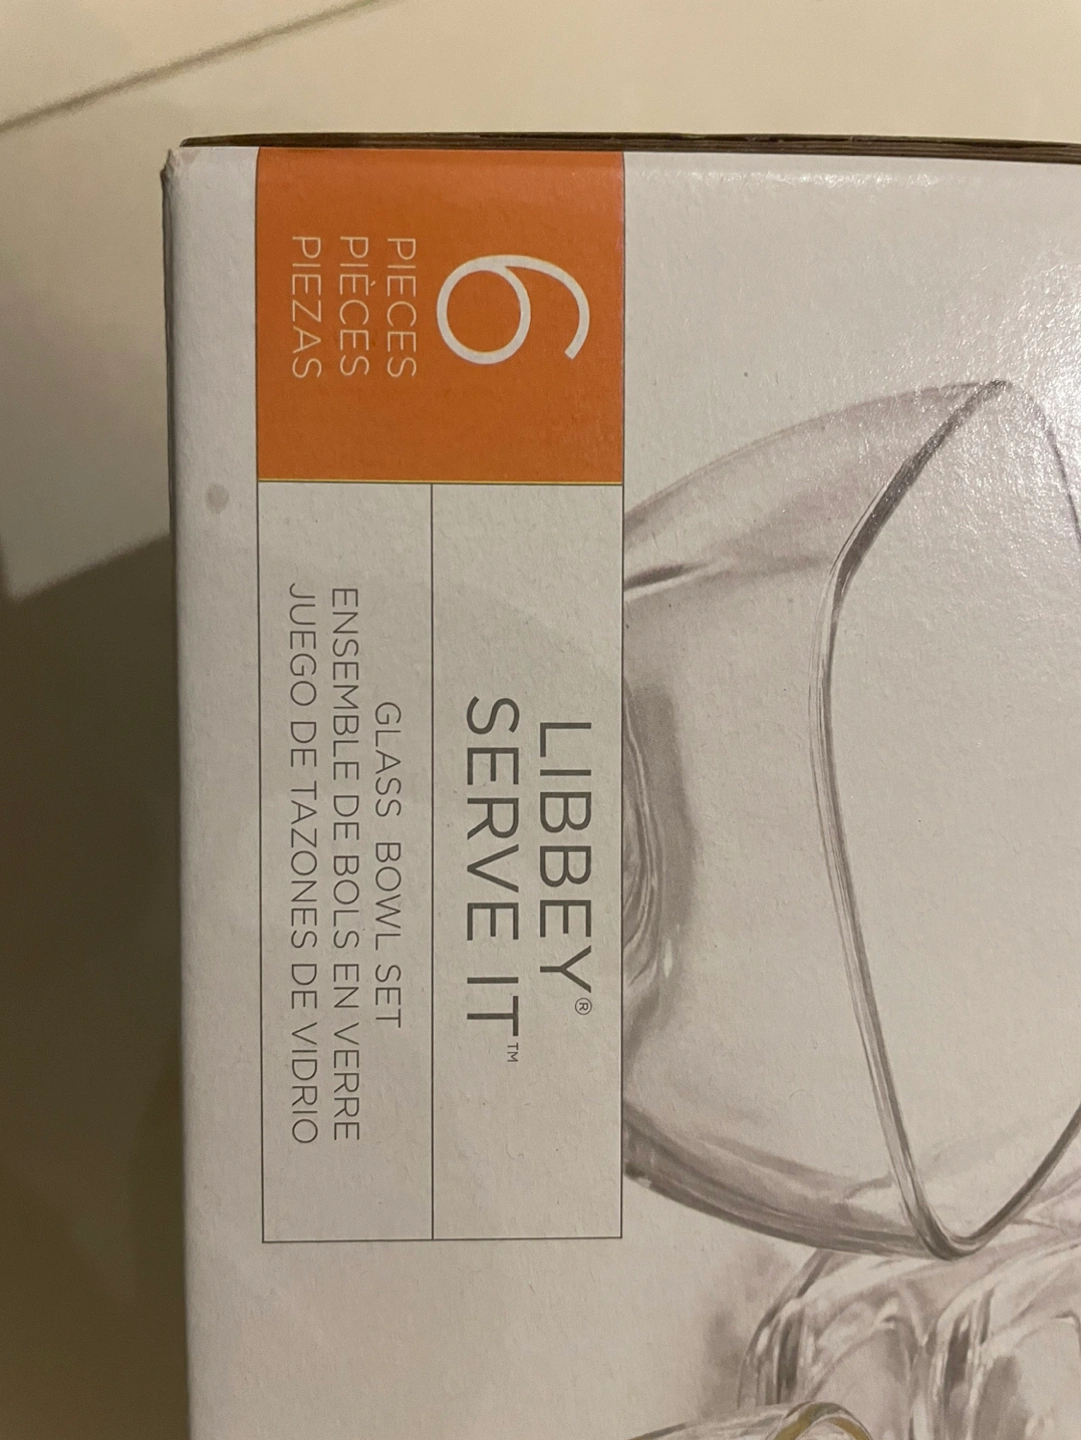 6
PIECES
PIÈCES
PIEZAS
LIBBEY®
SERVE IT™
GLASS BOWL SET
ENSEMBLE DE BOLS EN VERRE
JUEGO DE TAZONES DE VIDRIO